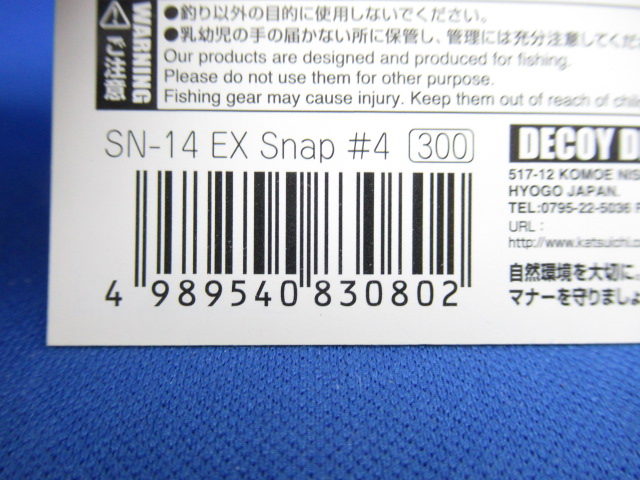 WARNING
ご注意
●釣り以外の目的に使用しないでください。
●乳幼児の手の届かない所に保管し、管理には充分注意してくだ
Our products are designed and produced for fishing.
Please do not use them for other purpose.
Fishing gear may cause injury. Keep them out of reach of chil
SN-14 EX Snap #4 300
4 989540 830802
DECOY D
517-12 KOMOE NIS
HYOGO JAPAN.
TEL:0795-22-5036 F
URL :
http://www.katsuichi.c
自然環境を大切に。
マナーを守りましょ